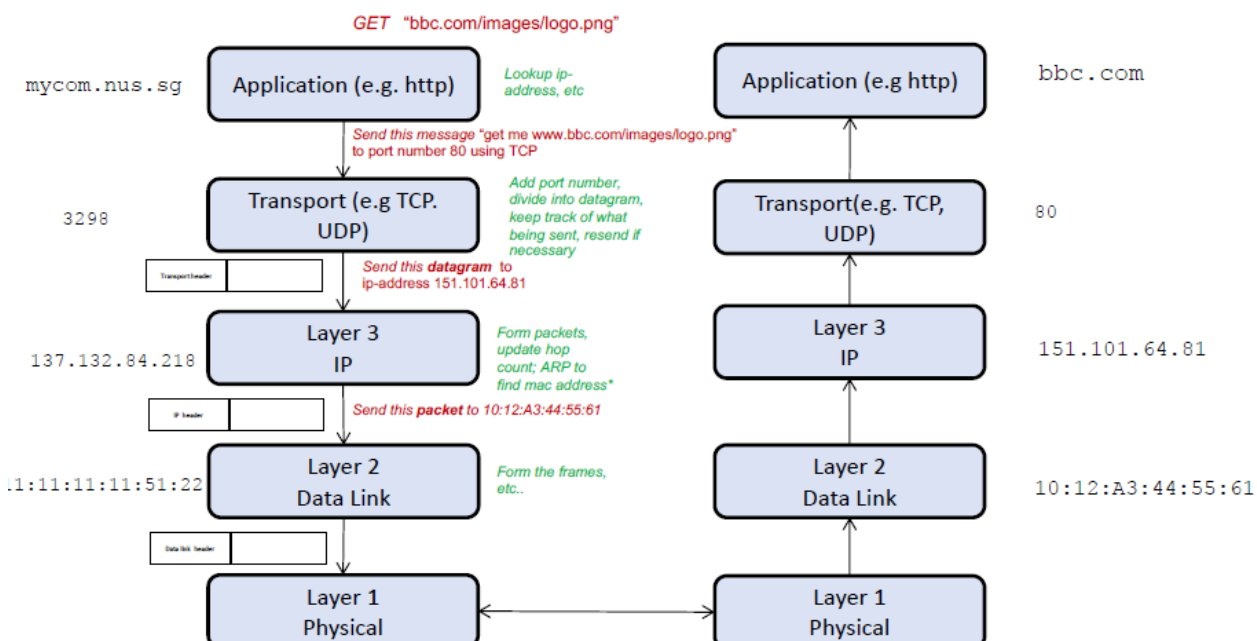 GET “bbc.com/images/logo.png”
mycom.nus.sg
Application (e.g. http)
Lookup ip-
address, etc
Application (e.g http)
bbc.com
Send this message “get me www.bbc.com/images/logo.png”
to port number 80 using TCP
3298
Transport (e.g TCP.
UDP)
Add port number,
divide into datagram,
keep track of what
being sent, resend if
necessary
Transport(e.g. TCP,
UDP)
80
Transport header
Send this datagram to
ip-address 151.101.64.81
137.132.84.218
Layer 3
IP
Form packets,
update hop
count; ARP to
find mac address*
Layer 3
IP
151.101.64.81
IP header
Send this packet to 10:12:A3:44:55:61
11:11:11:11:51:22
Layer 2
Data Link
Form the frames,
etc..
Layer 2
Data Link
10:12:A3:44:55:61
Data link header
Layer 1
Physical
Layer 1
Physical